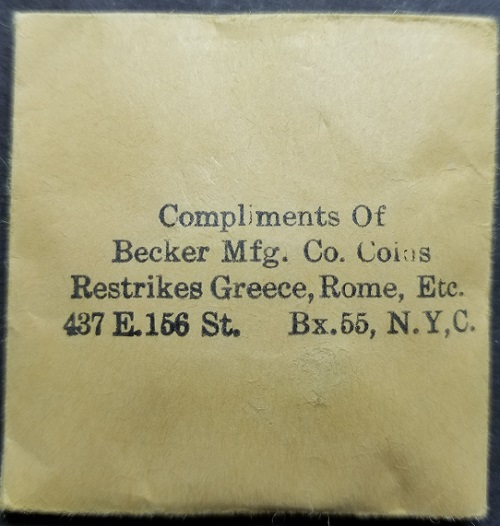 Compliments Of
Becker Mfg. Co. Coins
Restrikes Greece, Rome, Etc.
437 E.156 St. Bx.55, N.Y,C.